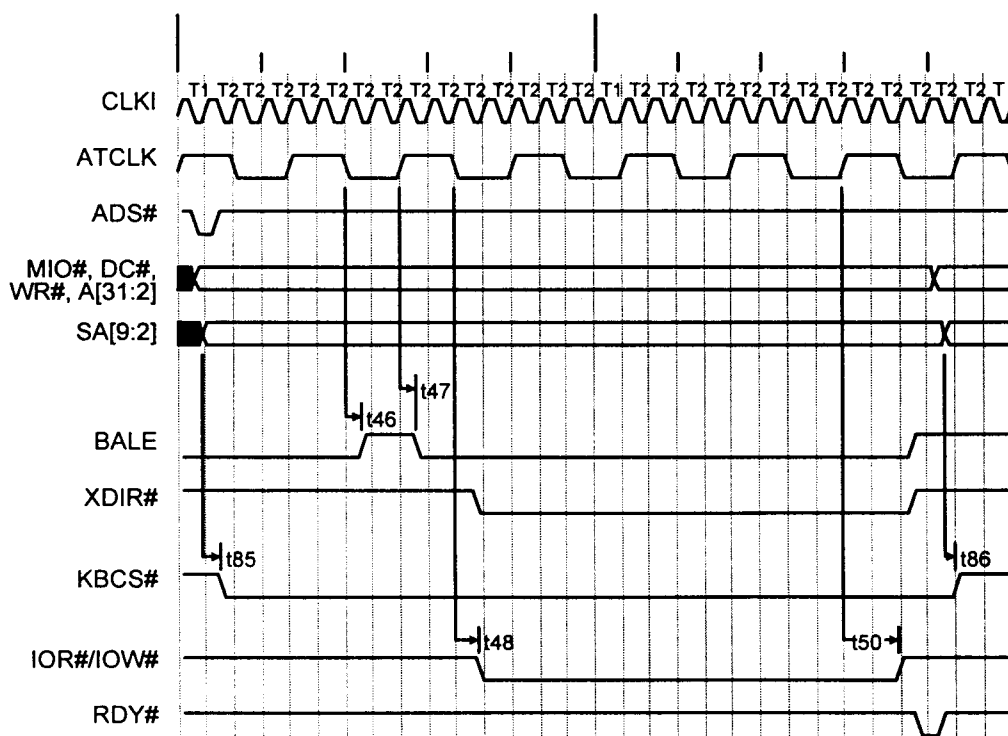 T1 T2 T2 T2 T2 T2 T2 T2 T2 T2 T2 T2 T2 T2 T2 T1 T2 T2 T2 T2 T2 T2 T2 T2 T2 T2 T2 T2 T2 T
CLKI
ATCLK
ADS#
MIO#, DC#,
WR#, A[31:2]
SA[9:2]
t47
t46
BALE
XDIR#
t85
t86
KBCS#
t48
t50
IOR#/IOW#
RDY#